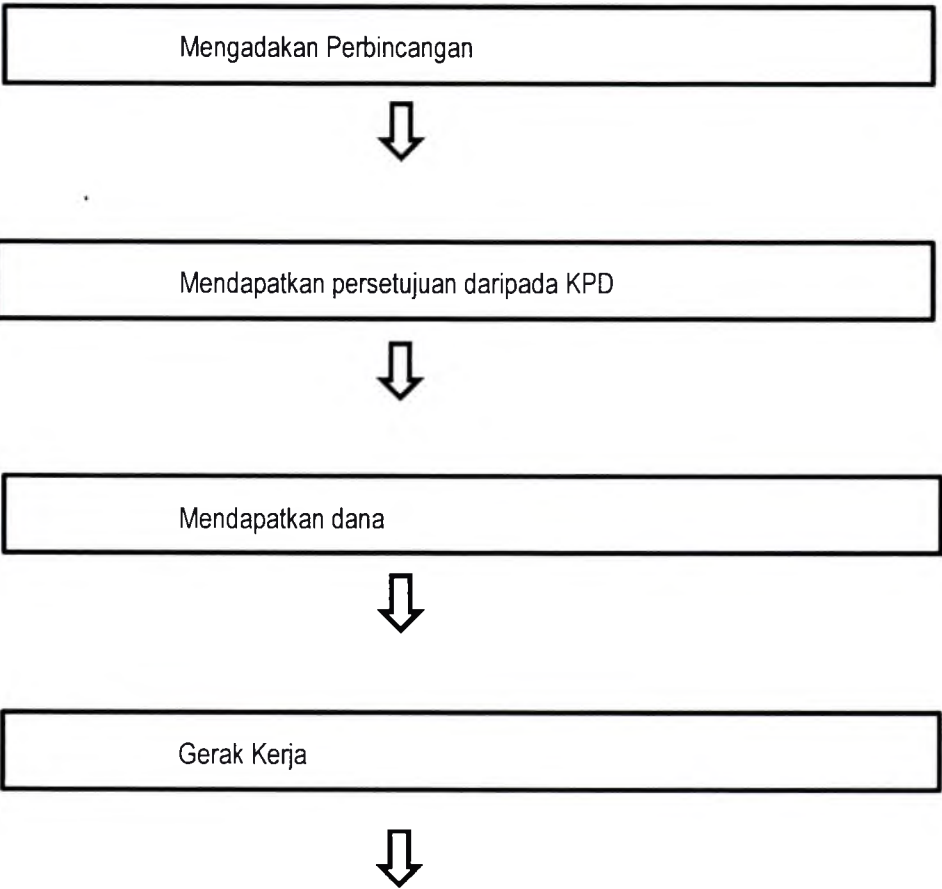 Mengadakan Perbincangan
Mendapatkan persetujuan daripada KPD
Mendapatkan dana
Gerak Kerja